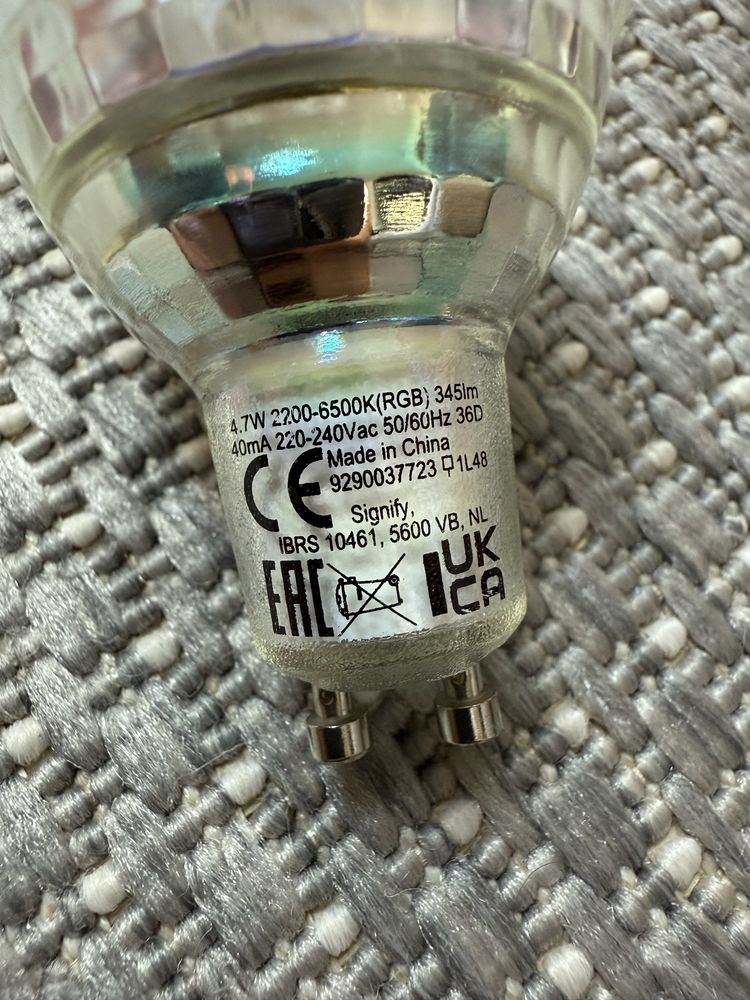 4.7W 2200-6500K(RGB) 345lm
40mA 220-240Vac 50/60Hz 36D
CE Made in China
9290037723 1L48
Signify,
IBRS 10461, 5600 VB, NL
EAC UK
CA